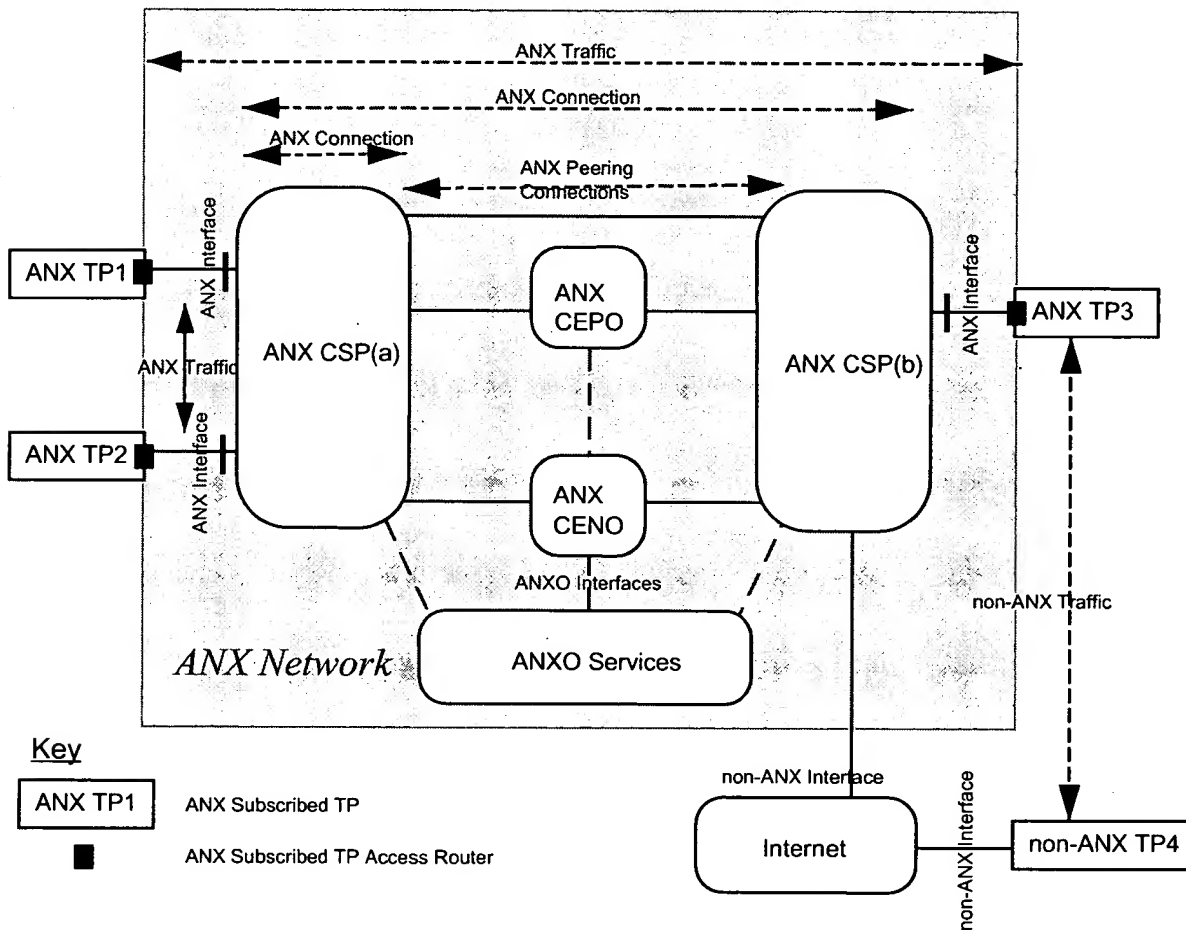 ANX Traffic
ANX Connection
ANX Connection
ANX Peering
Connections
ANX Interface
ANX TP1
ANX
CEPO
ANX Interface
ANX TP3
ANX CSP(a)
ANX CSP(b)
ANX Traffic
ANX TP2
ANX Interface
ANX
CENO
ANXO Interfaces
non-ANX Traffic
ANX Network
ANXO Services
Key
non-ANX Interface
ANX TP1
ANX Subscribed TP
Internet
non-ANX Interface
non-ANX TP4
ANX Subscribed TP Access Router